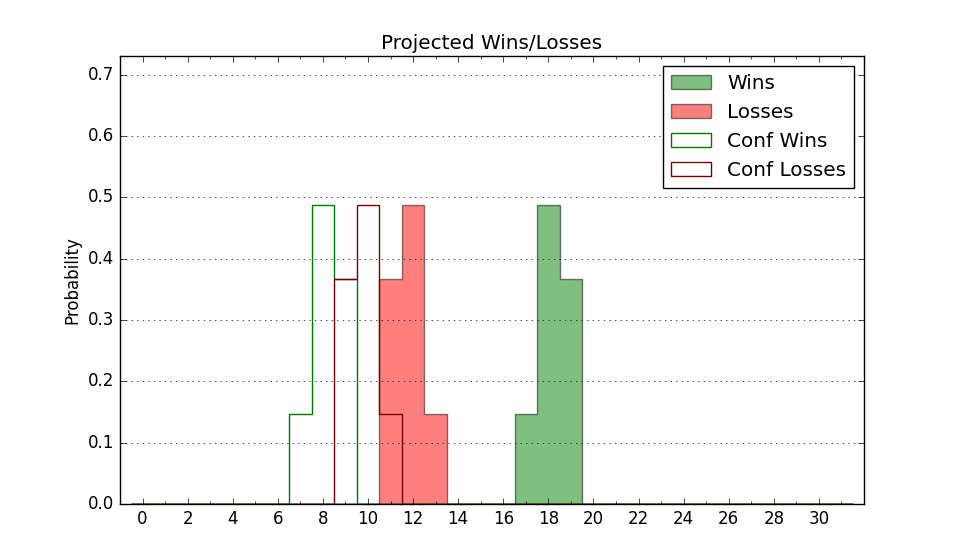 Projected Wins/Losses
0.7
0.6
0.5
0.4
0.3
0.2
0.1
0.0
Probability
Wins
Losses
Conf Wins
Conf Losses
0 2 4 6 8 10 12 14 16 18 20 22 24 26 28 30